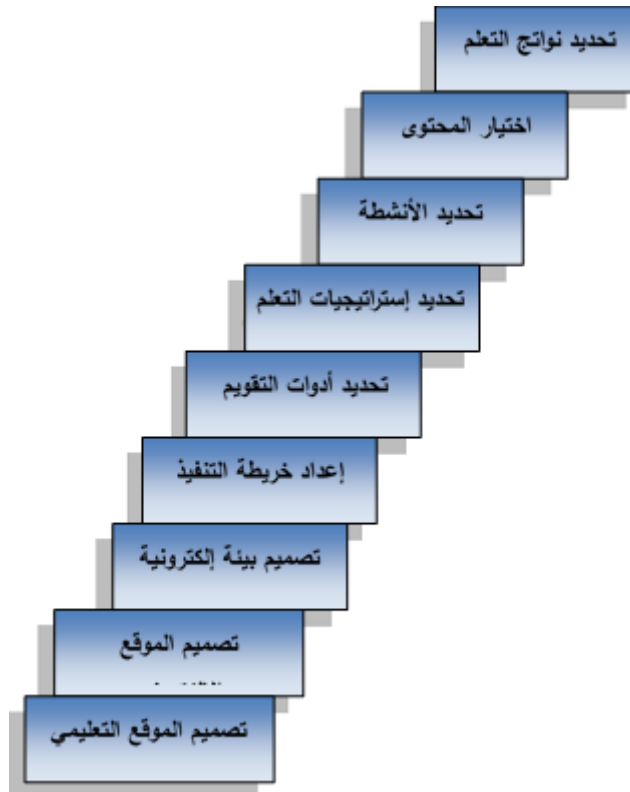 تحديد نواتج التعلم
اختيار المحتوى
تحديد الأنشطة
تحديد إستراتيجيات التعلم
تحديد أدوات التقويم
إعداد خريطة التنفيذ
تصميم بيئة إلكترونية
تصميم الموقع
تصميم الموقع التعليمي